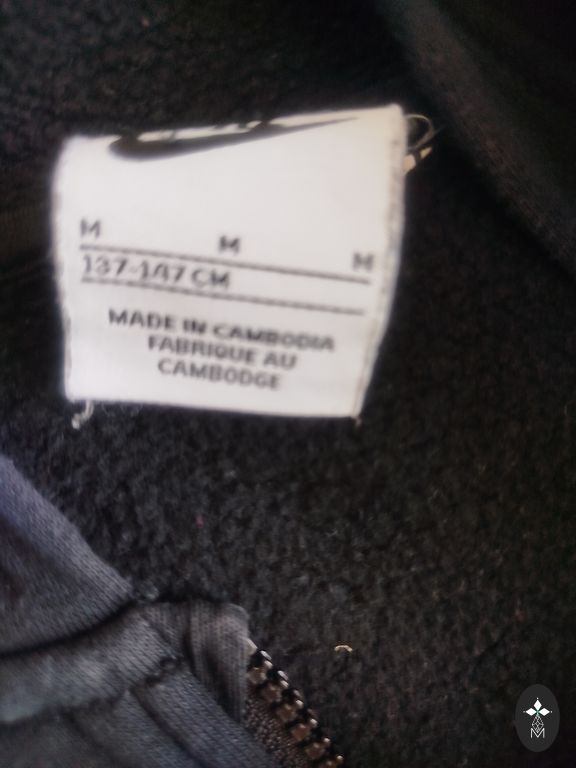 M M M
137-147 CM
MADE IN CAMBODIA
FABRIQUE AU
CAMBODGE
M